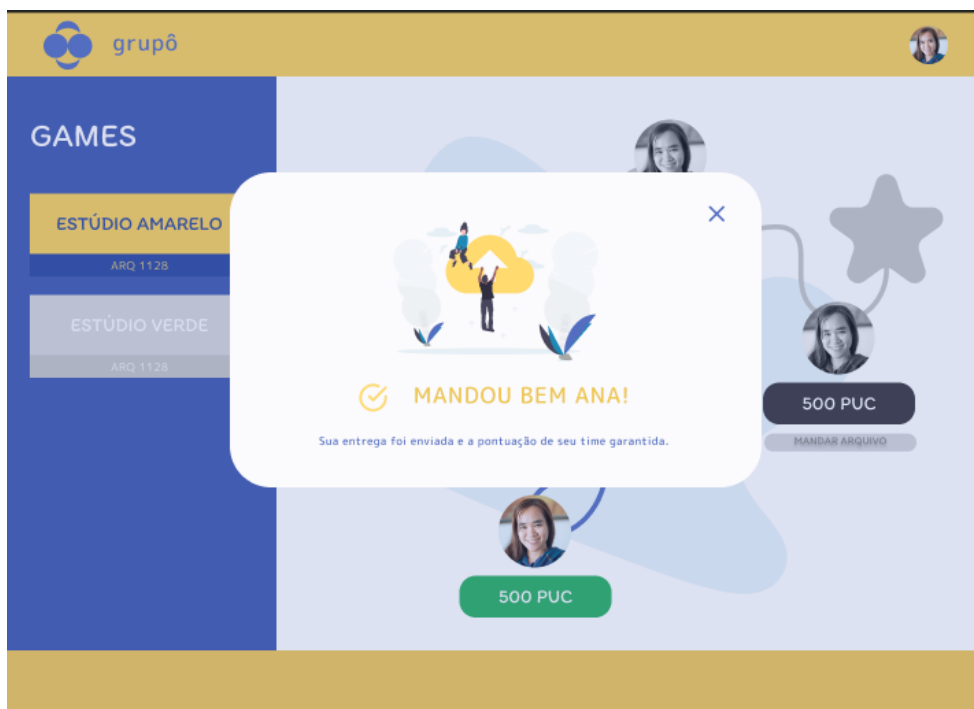 grupô
GAMES
ESTÚDIO AMARELO
ARQ 1128
ESTÚDIO VERDE
ARQ 1128
MANDOU BEM ANA!
Sua entrega foi enviada e a pontuação de seu time garantida.
500 PUC
MANDAR ARQUIVO
500 PUC